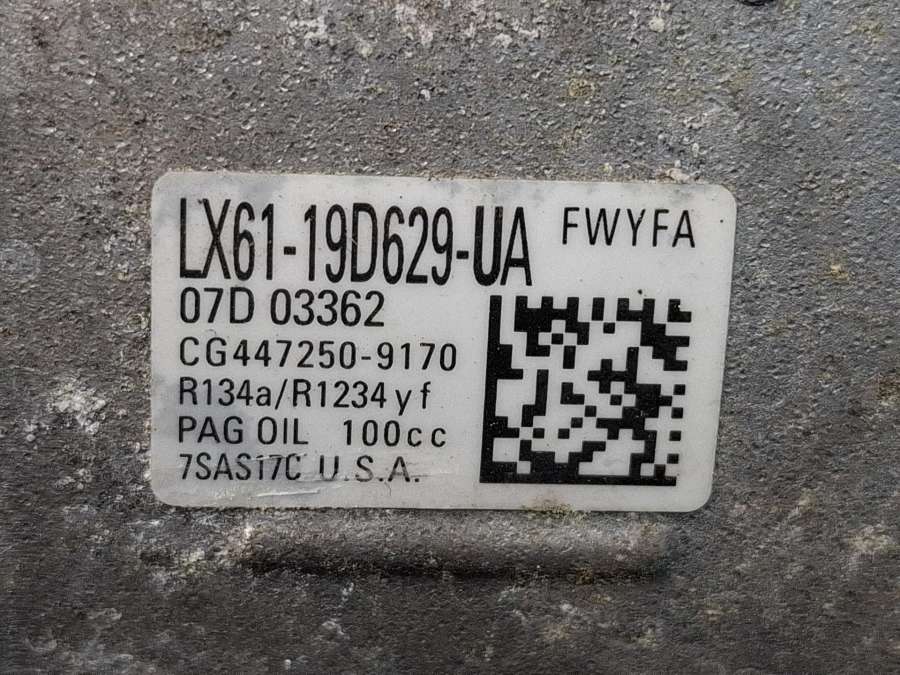 LX61-19D629-UA FWYFA
07D 03362
CG447250-9170
R134a/R1234yf
PAG OIL 100cc
7SAS17C U.S.A.